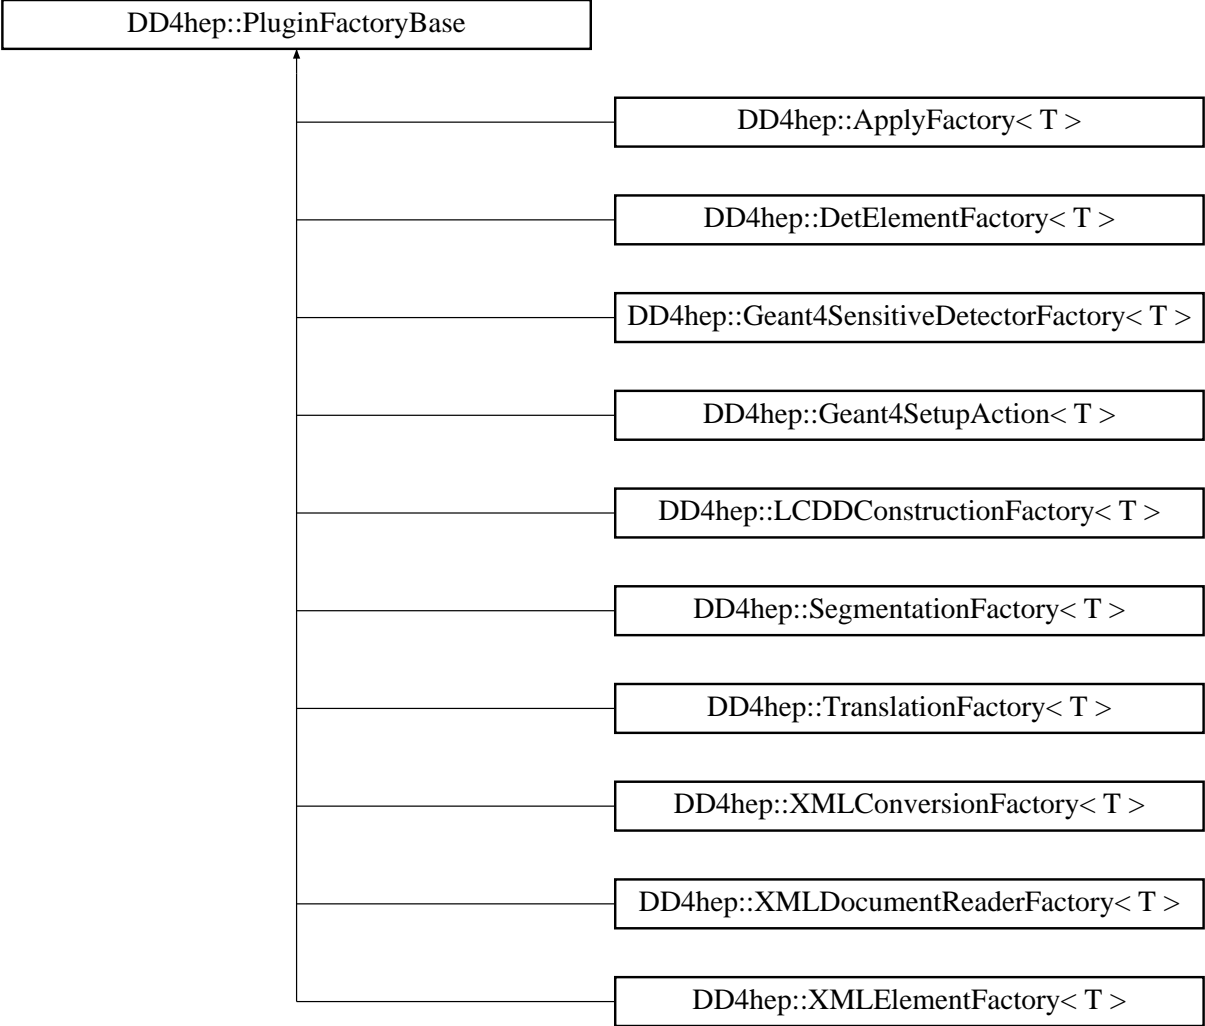 DD4hep::PluginFactoryBase
DD4hep::ApplyFactory< T >
DD4hep::DetElementFactory< T >
DD4hep::Geant4SensitiveDetectorFactory< T >
DD4hep::Geant4SetupAction< T >
DD4hep::LCDDConstructionFactory< T >
DD4hep::SegmentationFactory< T >
DD4hep::TranslationFactory< T >
DD4hep::XMLConversionFactory< T >
DD4hep::XMLDocumentReaderFactory< T >
DD4hep::XMLElementFactory< T >